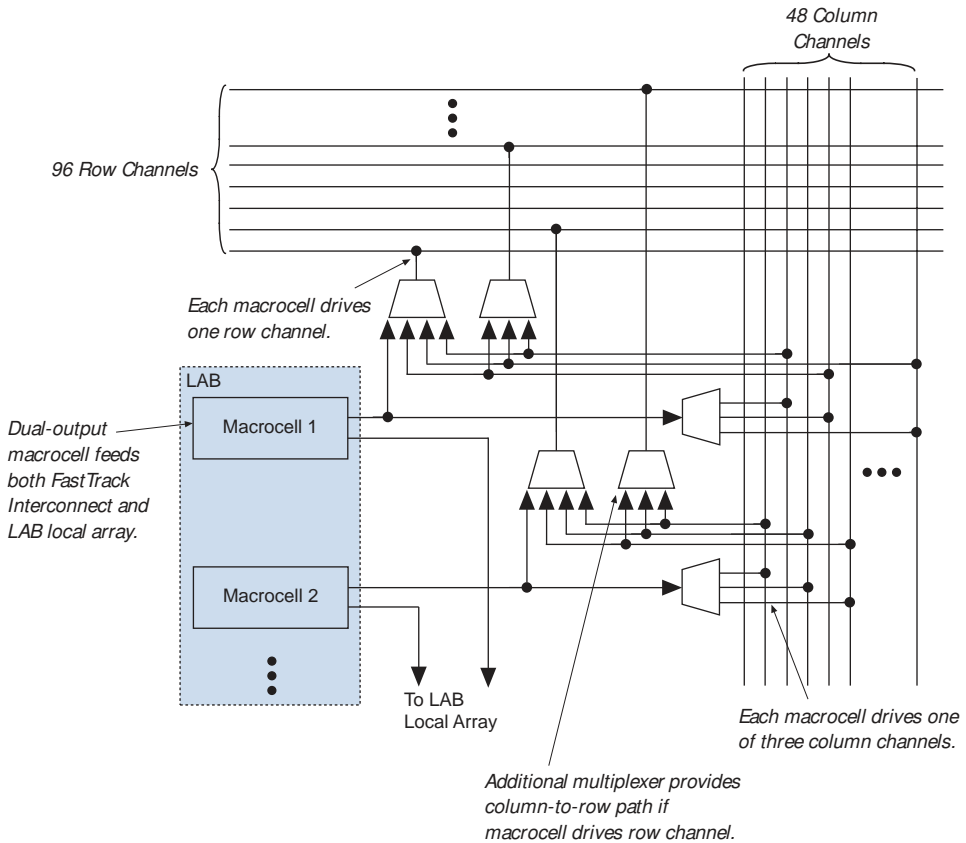 48 Column
Channels
96 Row Channels
Each macrocell drives
one row channel.
LAB
Macrocell 1
Dual-output
macrocell feeds
both FastTrack
Interconnect and
LAB local array.
Macrocell 2
To LAB
Local Array
Each macrocell drives one
of three column channels.
Additional multiplexer provides
column-to-row path if
macrocell drives row channel.